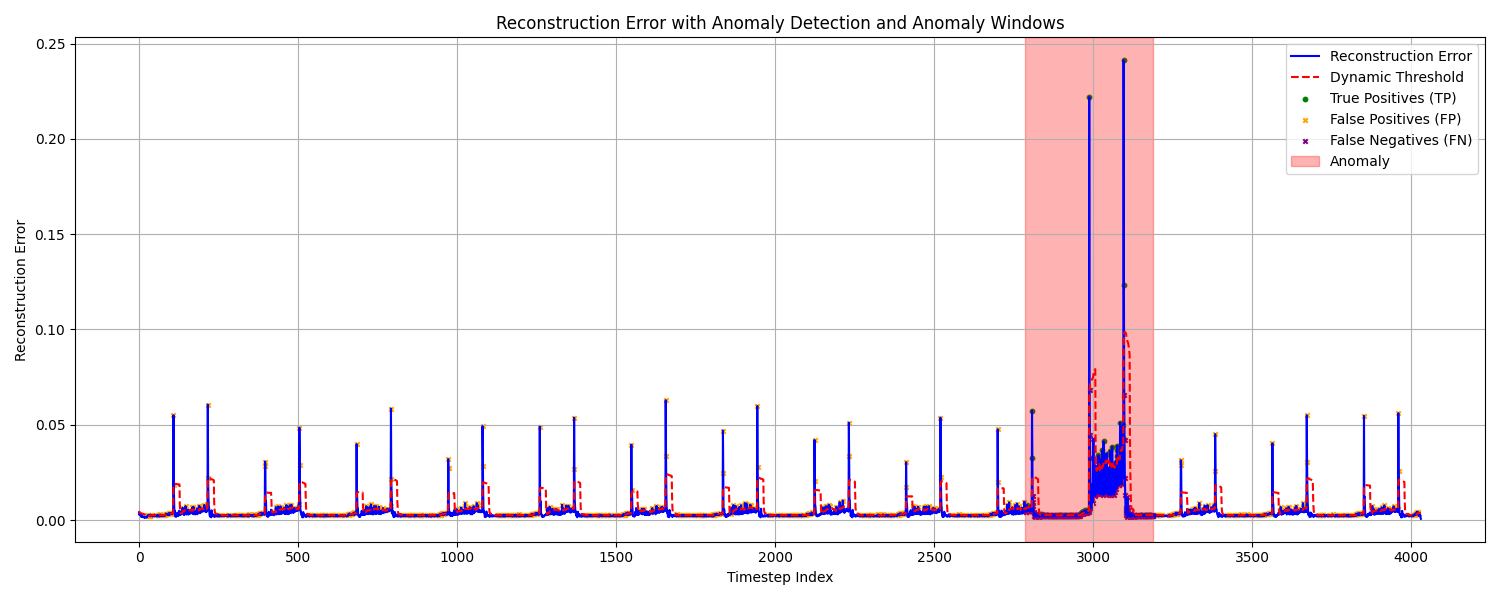 Reconstruction Error with Anomaly Detection and Anomaly Windows
0.25
0.20
0.15
0.10
0.05
0.00
Reconstruction Error
Reconstruction Error
Dynamic Threshold
True Positives (TP)
False Positives (FP)
False Negatives (FN)
Anomaly
0 500 1000 1500 2000 2500 3000 3500 4000
Timestep Index